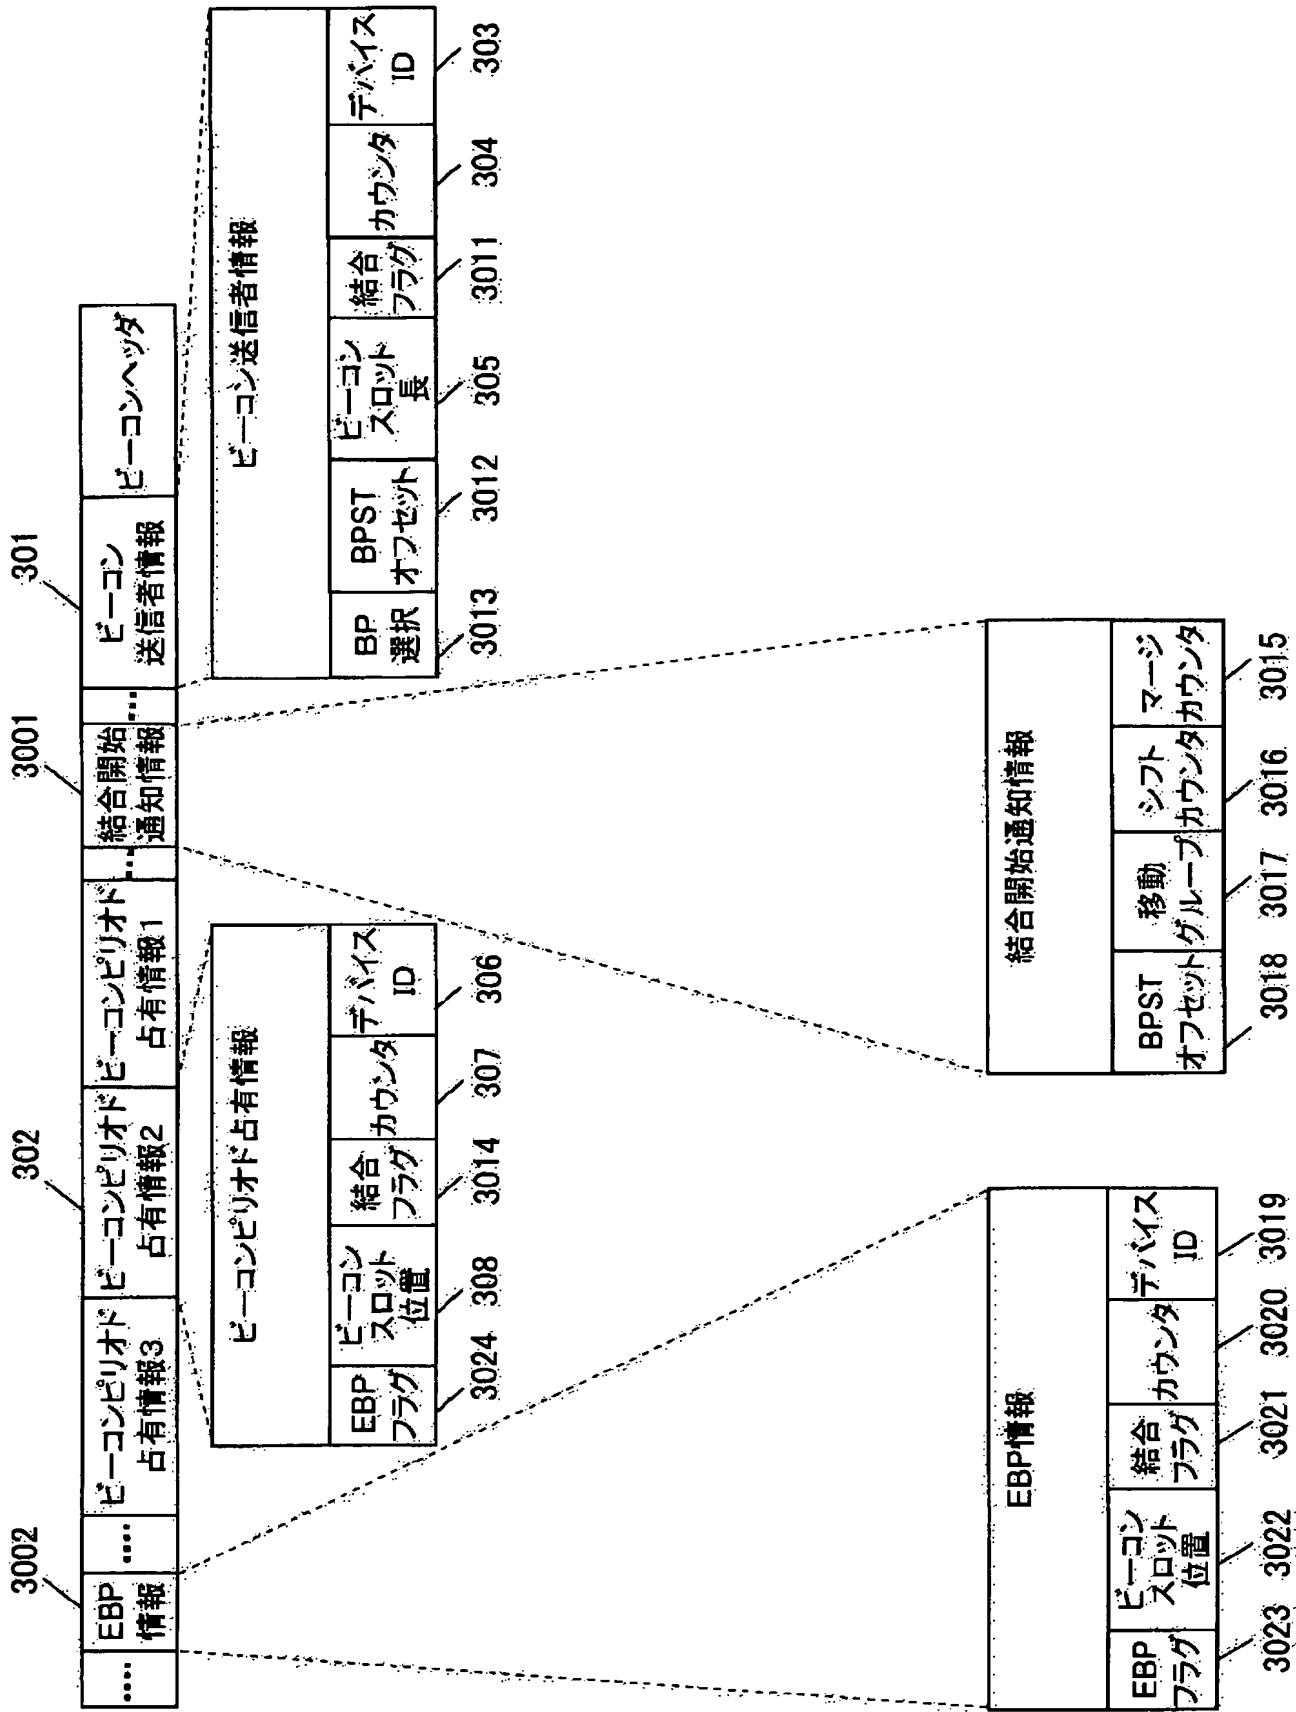 3002
302
3001
301
....
EBP
情報
....
ビーコンピリオド
占有情報3
ビーコンピリオド
占有情報2
ビーコンピリオド
占有情報1
...
結合開始
通知情報
...
ビーコン
送信者情報
ビーコンヘッダ
ビーコンピリオド占有情報
EBP
フラグ
ビーコン
スロット
位置
結合
フラグ
カウンタ
デバイス
ID
3024
308
3014
307
306
ビーコン送信者情報
BP
選択
BPST
オフセット
ビーコン
スロット
長
結合
フラグ
カウンタ
デバイス
ID
3013
3012
305
3011
304
303
EBP情報
EBP
フラグ
ビーコン
スロット
位置
結合
フラグ
カウンタ
デバイス
ID
3023
3022
3021
3020
3019
結合開始通知情報
BPST
オフセット
移動
グループ
シフト
カウンタ
マージ
カウンタ
3018
3017
3016
3015